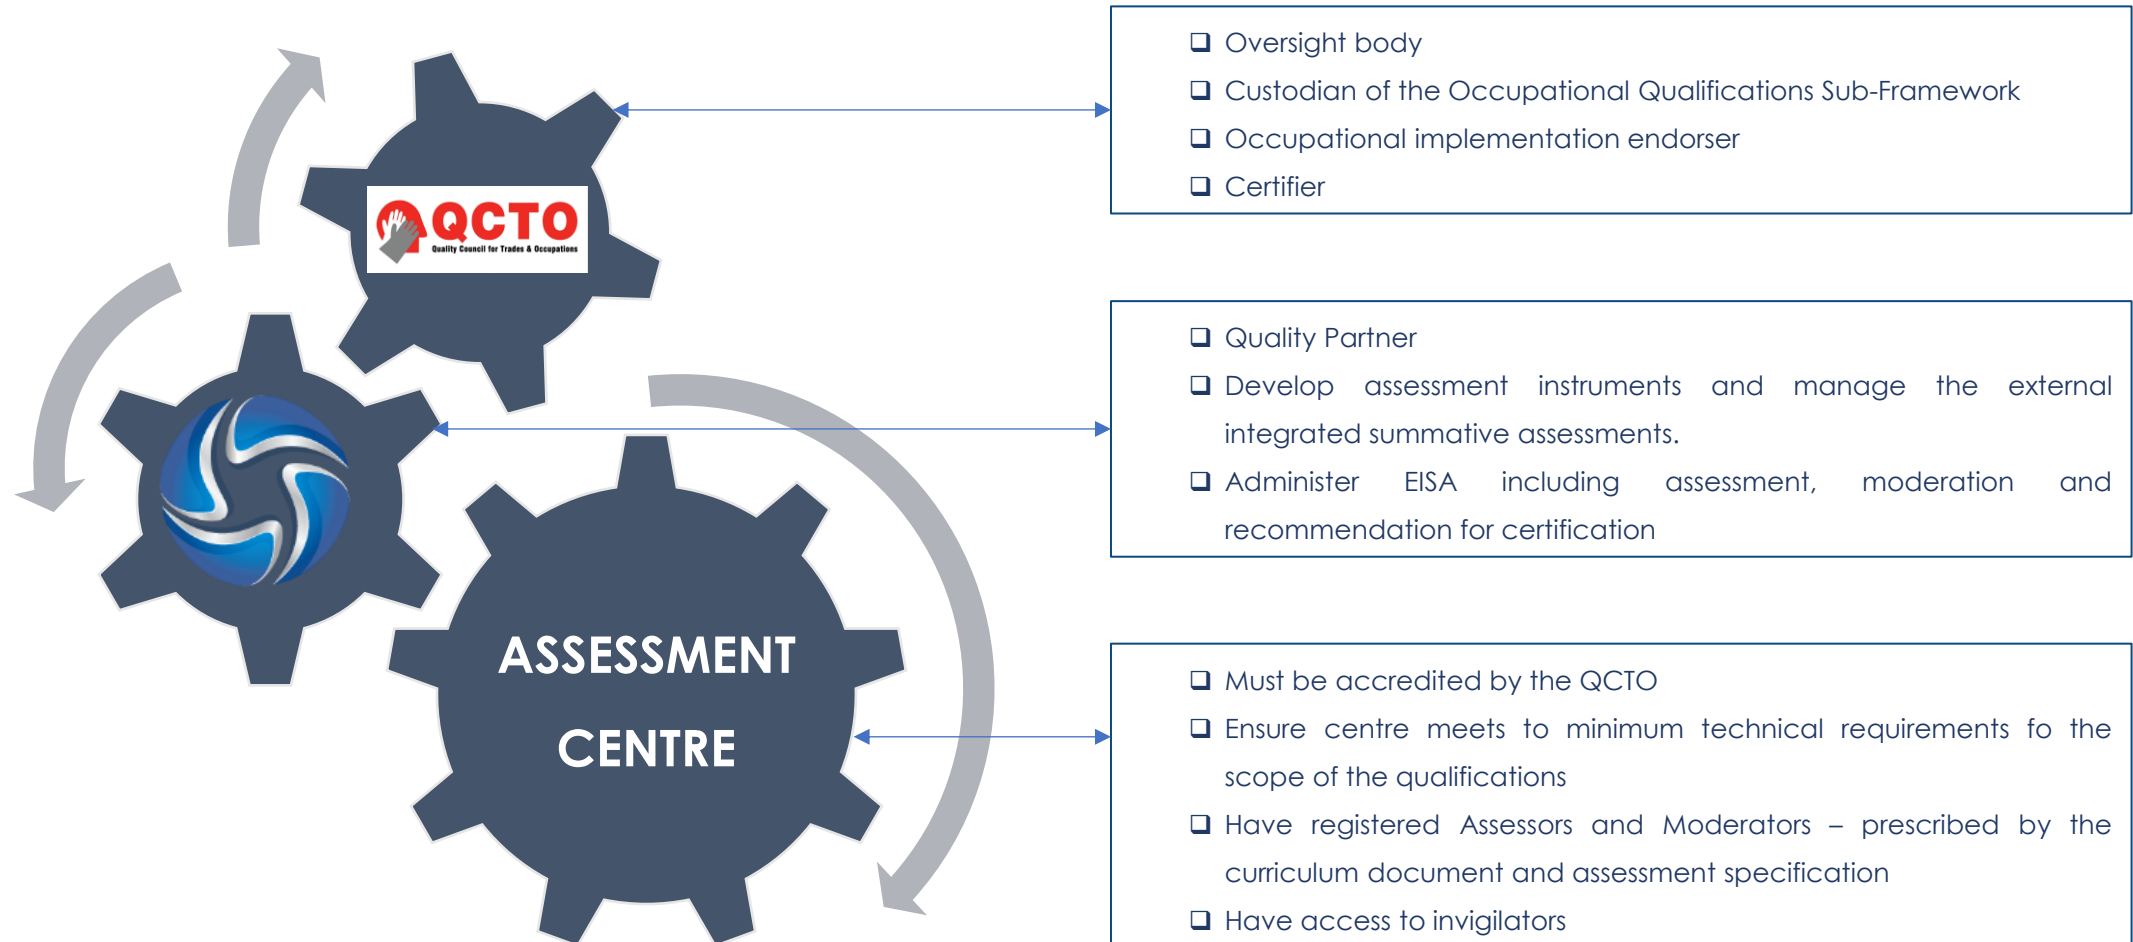 ❑ Oversight body
❑ Custodian of the Occupational Qualifications Sub-Framework
❑ Occupational implementation endorser
❑ Certifier
QCTO
Quality Council for Trades & Occupations
❑ Quality Partner
❑ Develop assessment instruments and manage the external
integrated summative assessments.
❑ Administer EISA including assessment, moderation and
recommendation for certification
ASSESSMENT
CENTRE
❑ Must be accredited by the QCTO
❑ Ensure centre meets to minimum technical requirements fo the
scope of the qualifications
❑ Have registered Assessors and Moderators – prescribed by the
curriculum document and assessment specification
❑ Have access to invigilators